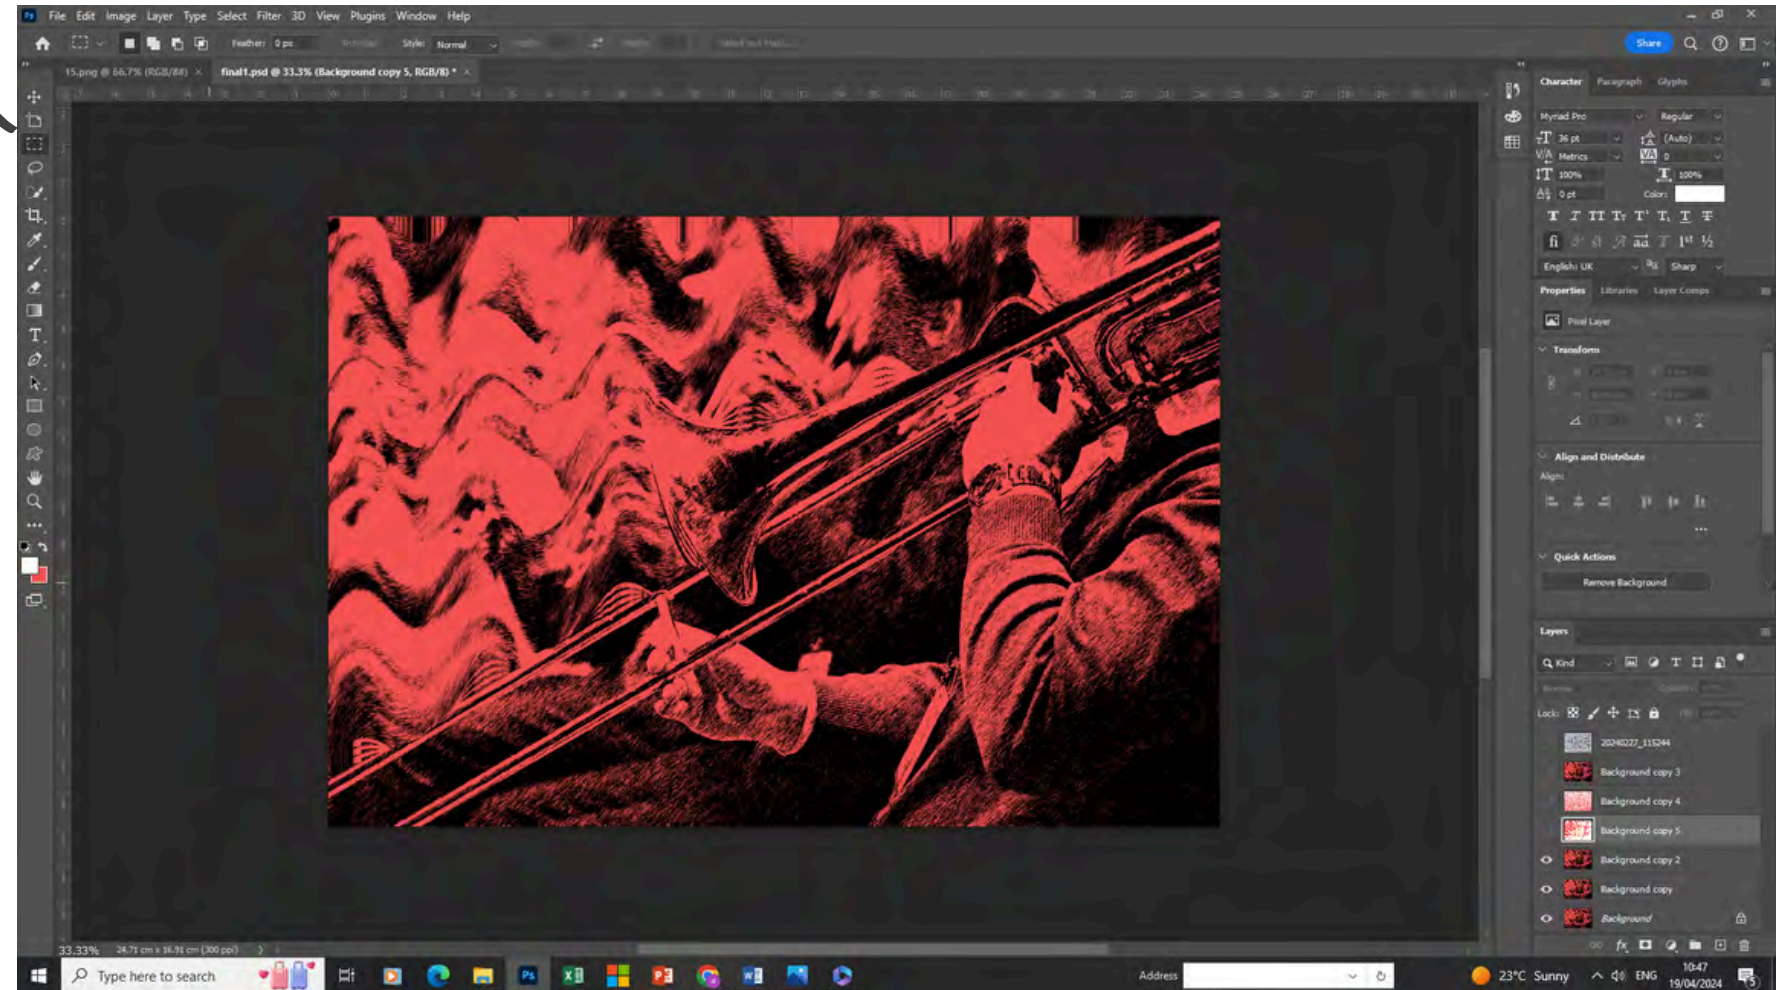 Ps File Edit Image Layer Type Select Filter 3D View Plugins Window Help
Feather: 0 px Style: Normal Share
15.png @ 66.7% (RGB/8#) × final1.psd @ 33.3% (Background copy 5, RGB/8) * ×
Character Paragraph Glyphs
Myriad Pro Regular
36 pt (Auto)
Metrics 0
100% 100%
0 pt Color:
English: UK Sharp
Properties Libraries Layer Comps
Pixel Layer
Transform
Align and Distribute
Align:
Quick Actions
Remove Background
Layers
Kind
Lock:
20240227_115244
Background copy 3
Background copy 4
Background copy 5
Background copy 2
Background copy
Background
33.33% 24.71 cm x 16.91 cm (300 ppi)
Type here to search Address 23°C Sunny ENG 10:47
19/04/2024